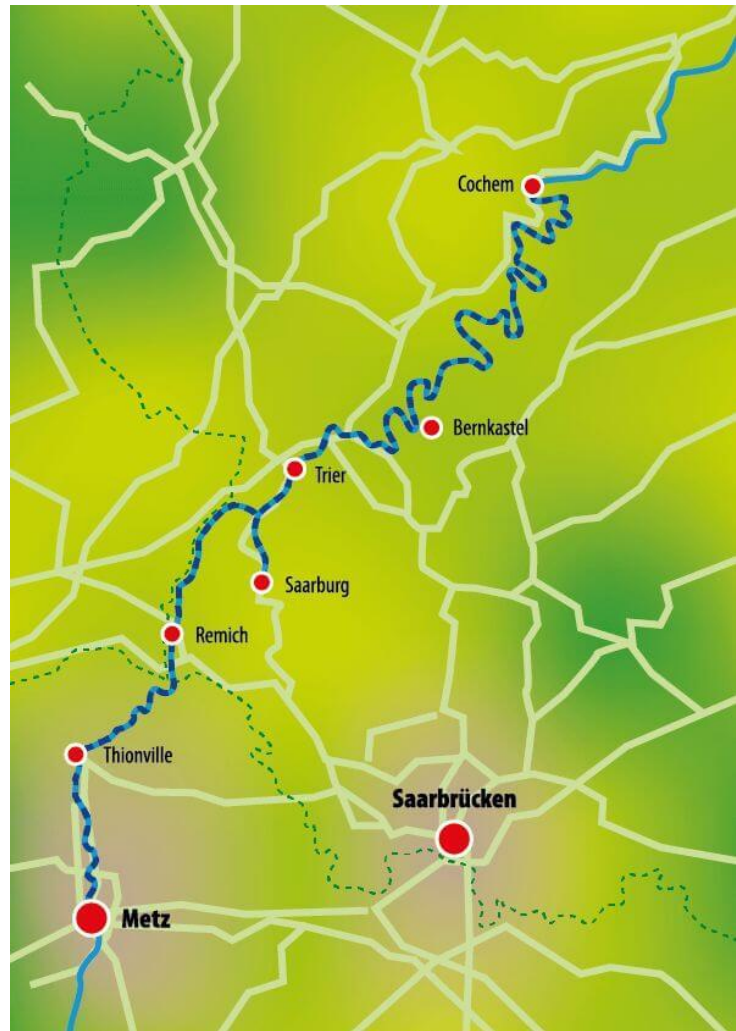 Cochem
Bernkastel
Trier
Saarburg
Remich
Thionville
Saarbrücken
Metz